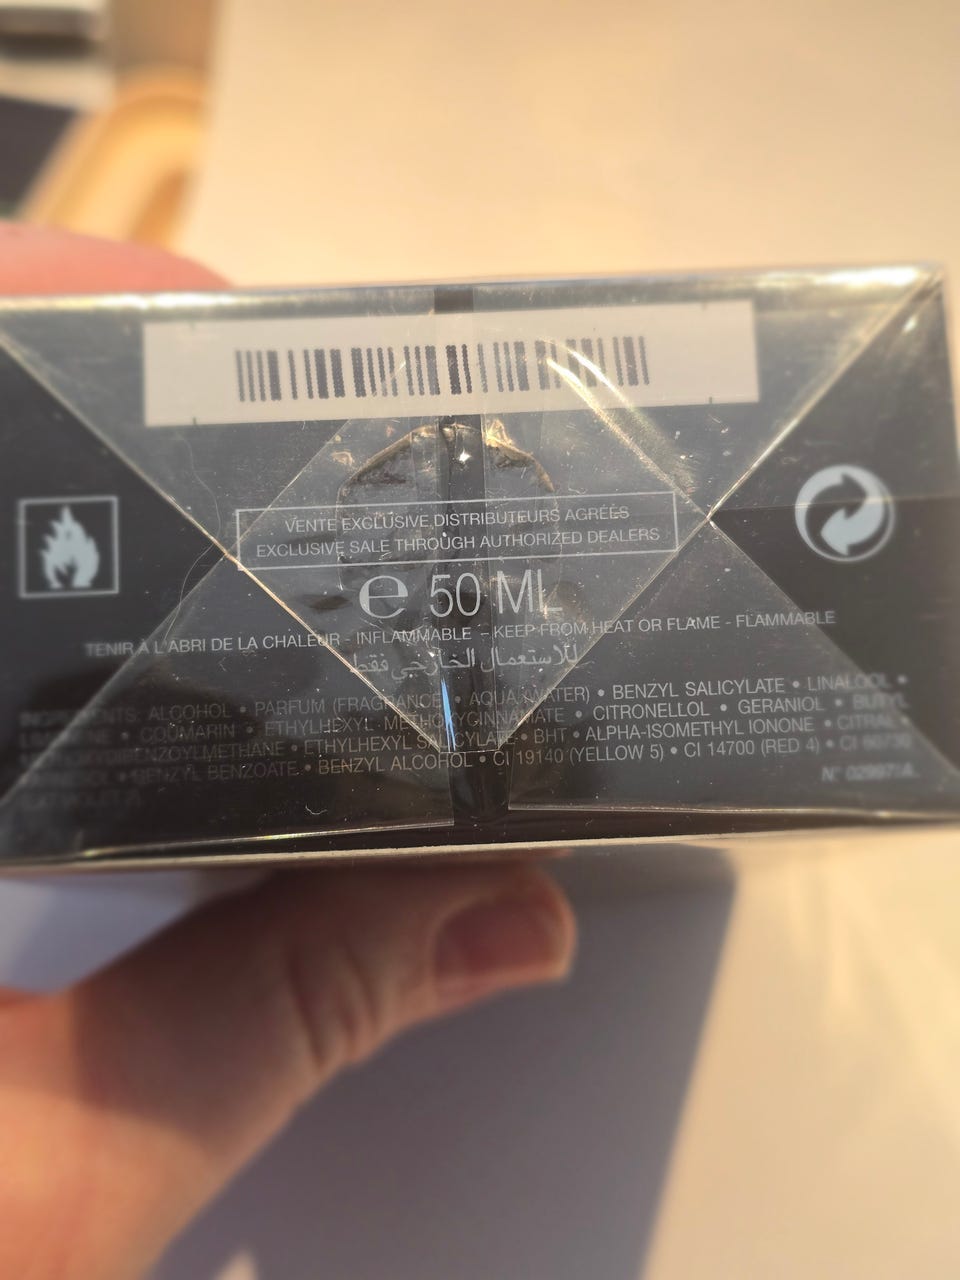 VENTE EXCLUSIVE DISTRIBUTEURS AGRÉES
EXCLUSIVE SALE THROUGH AUTHORIZED DEALERS
℮ 50 ML
TENIR À L'ABRI DE LA CHALEUR - INFLAMMABLE - KEEP FROM HEAT OR FLAME - FLAMMABLE
للاستعمال الخارجي فقط
INGREDIENTS: ALCOHOL • PARFUM (FRAGRANCE) • AQUA (WATER) • BENZYL SALICYLATE • LINALOOL •
• COUMARIN • ETHYLHEXYL METHOXYCINNAMATE • CITRONELLOL • GERANIOL • BUTYL
• ETHYLHEXYL SALICYLATE • BHT • ALPHA-ISOMETHYL IONONE • CITRAL •
• BENZYL BENZOATE • BENZYL ALCOHOL • CI 19140 (YELLOW 5) • CI 14700 (RED 4) • CI
N°